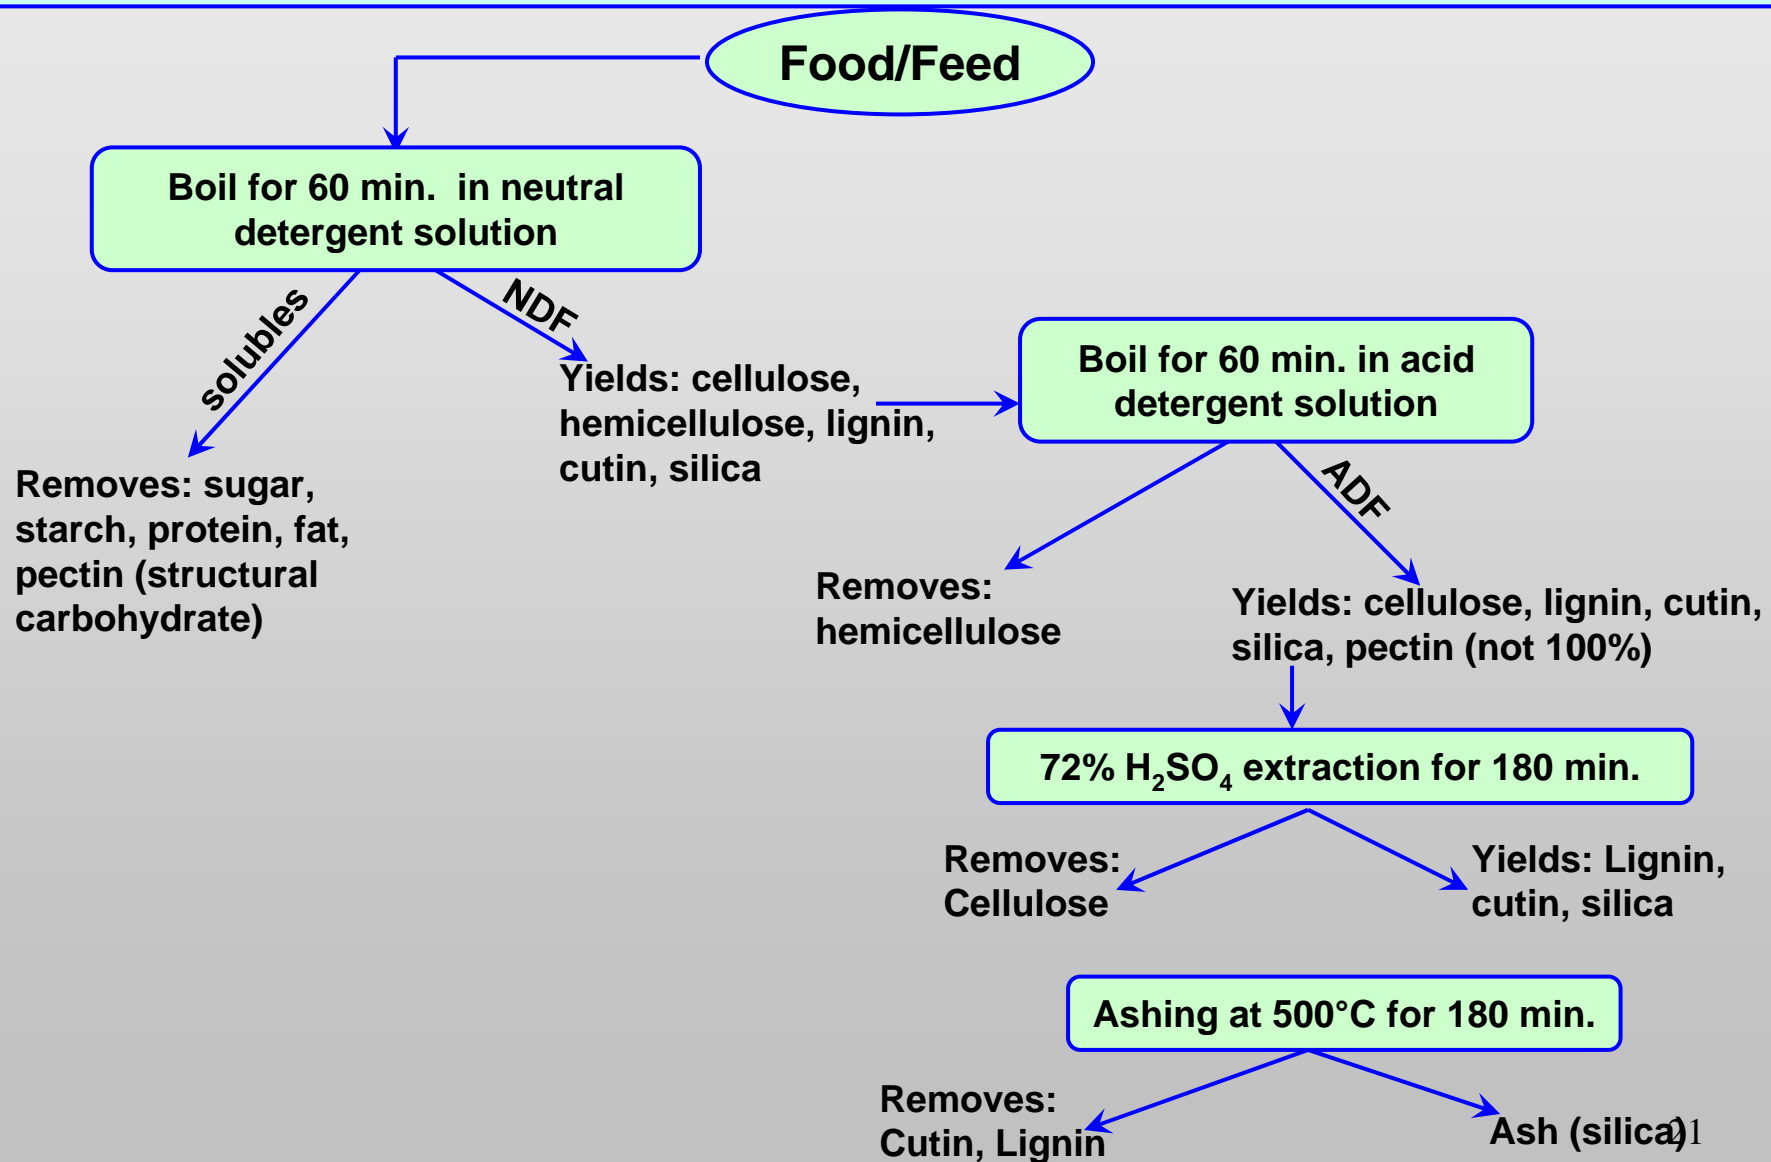 Food/Feed
Boil for 60 min. in neutral
detergent solution
solubles
NDF
Removes: sugar,
starch, protein, fat,
pectin (structural
carbohydrate)
Yields: cellulose,
hemicellulose, lignin,
cutin, silica
Boil for 60 min. in acid
detergent solution
ADF
Removes:
hemicellulose
Yields: cellulose, lignin, cutin,
silica, pectin (not 100%)
72% H₂SO₄ extraction for 180 min.
Removes:
Cellulose
Yields: Lignin,
cutin, silica
Ashing at 500°C for 180 min.
Removes:
Cutin, Lignin
Ash (silica)
21